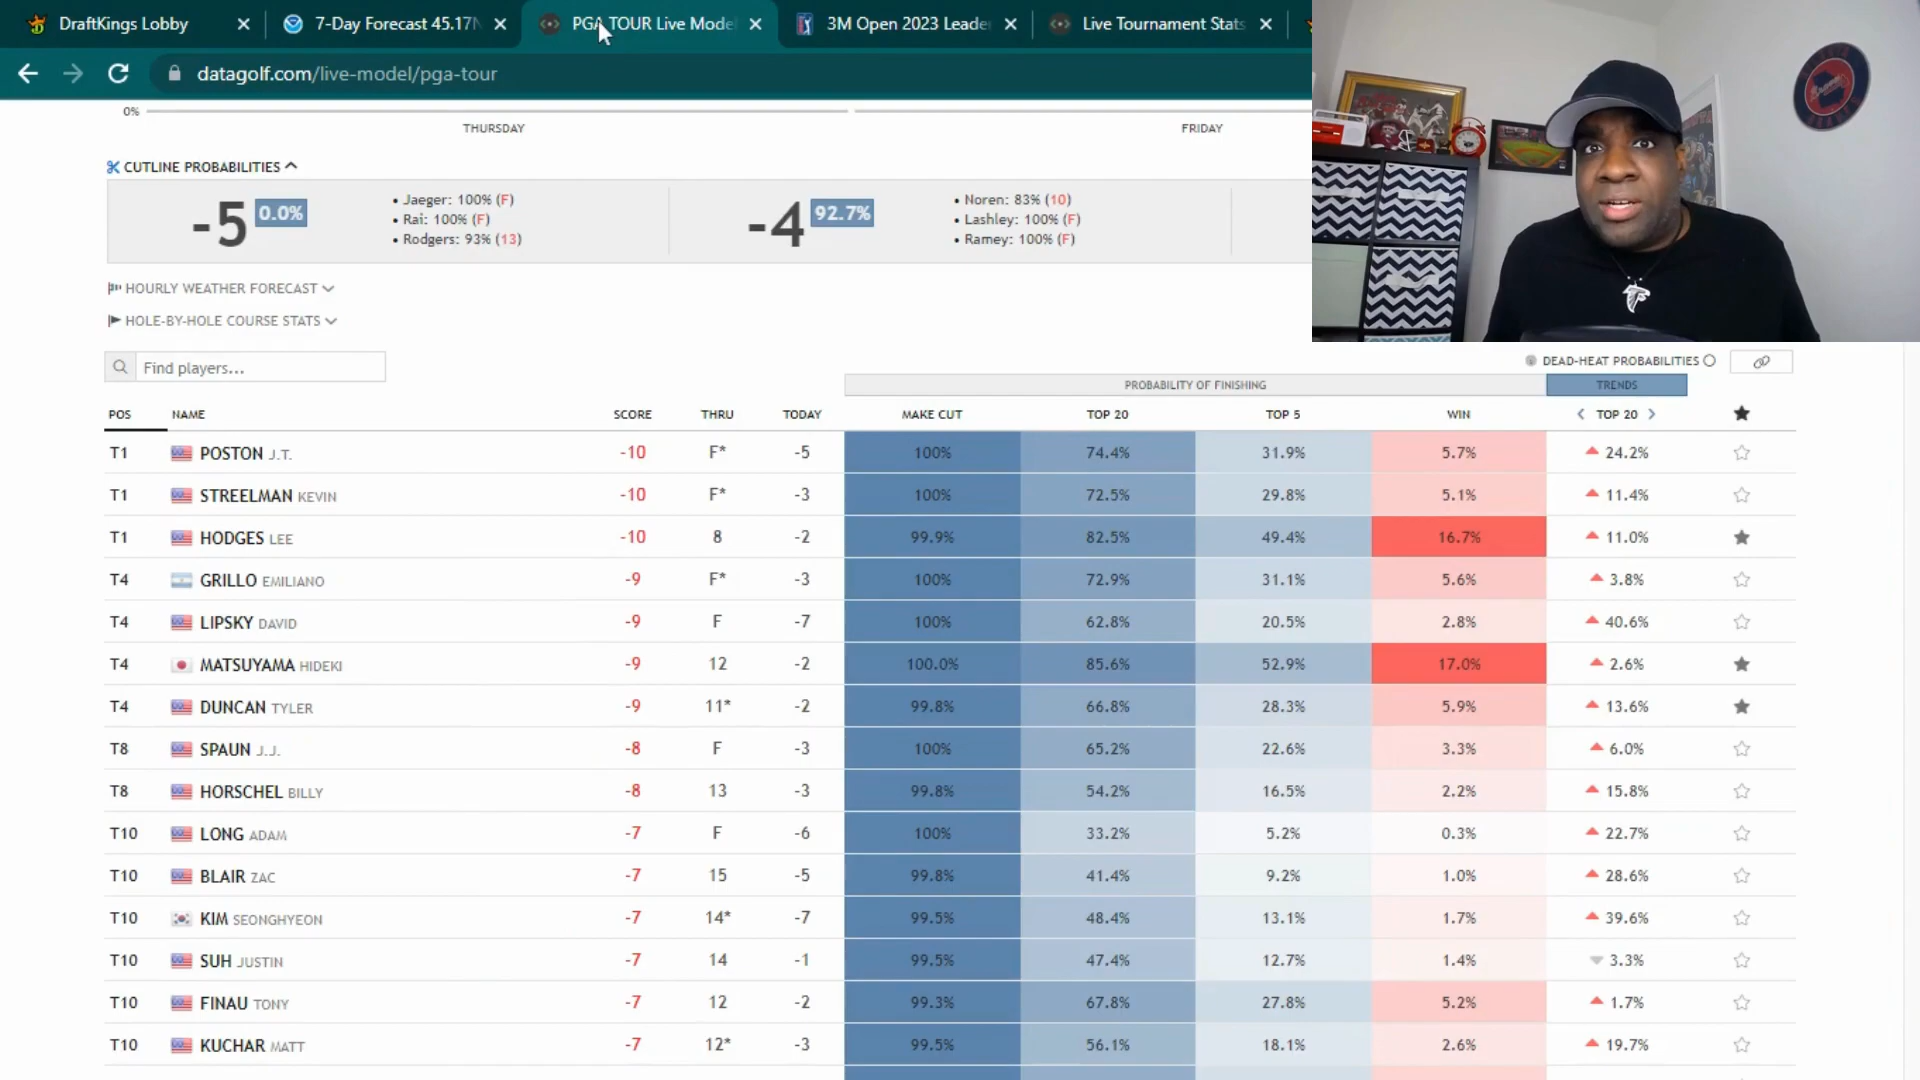 DraftKings Lobby
7-Day Forecast 45.17N
PGA TOUR Live Mode
3M Open 2023 Leade
Live Tournament Stats
datagolf.com/live-model/pga-tour
0%
THURSDAY
FRIDAY
CUTLINE PROBABILITIES
-5 0.0%
• Jaeger: 100% (F)
• Rai: 100% (F)
• Rodgers: 93% (13)
-4 92.7%
• Noren: 83% (10)
• Lashley: 100% (F)
• Ramey: 100% (F)
HOURLY WEATHER FORECAST
HOLE-BY-HOLE COURSE STATS
Find players...
DEAD-HEAT PROBABILITIES
PROBABILITY OF FINISHING TRENDS
POS NAME SCORE THRU TODAY MAKE CUT TOP 20 TOP 5 WIN < TOP 20 > ★
T1 POSTON J.T. -10 F* -5 100% 74.4% 31.9% 5.7% 24.2%
T1 STREELMAN KEVIN -10 F* -3 100% 72.5% 29.8% 5.1% 11.4%
T1 HODGES LEE -10 8 -2 99.9% 82.5% 49.4% 16.7% 11.0%
T4 GRILLO EMILIANO -9 F* -3 100% 72.9% 31.1% 5.6% 3.8%
T4 LIPSKY DAVID -9 F -7 100% 62.8% 20.5% 2.8% 40.6%
T4 MATSUYAMA HIDEKI -9 12 -2 100.0% 85.6% 52.9% 17.0% 2.6%
T4 DUNCAN TYLER -9 11* -2 99.8% 66.8% 28.3% 5.9% 13.6%
T8 SPAUN J.J. -8 F -3 100% 65.2% 22.6% 3.3% 6.0%
T8 HORSCHEL BILLY -8 13 -3 99.8% 54.2% 16.5% 2.2% 15.8%
T10 LONG ADAM -7 F -6 100% 33.2% 5.2% 0.3% 22.7%
T10 BLAIR ZAC -7 15 -5 99.8% 41.4% 9.2% 1.0% 28.6%
T10 KIM SEONGHYEON -7 14* -7 99.5% 48.4% 13.1% 1.7% 39.6%
T10 SUH JUSTIN -7 14 -1 99.5% 47.4% 12.7% 1.4% 3.3%
T10 FINAU TONY -7 12 -2 99.3% 67.8% 27.8% 5.2% 1.7%
T10 KUCHAR MATT -7 12* -3 99.5% 56.1% 18.1% 2.6% 19.7%